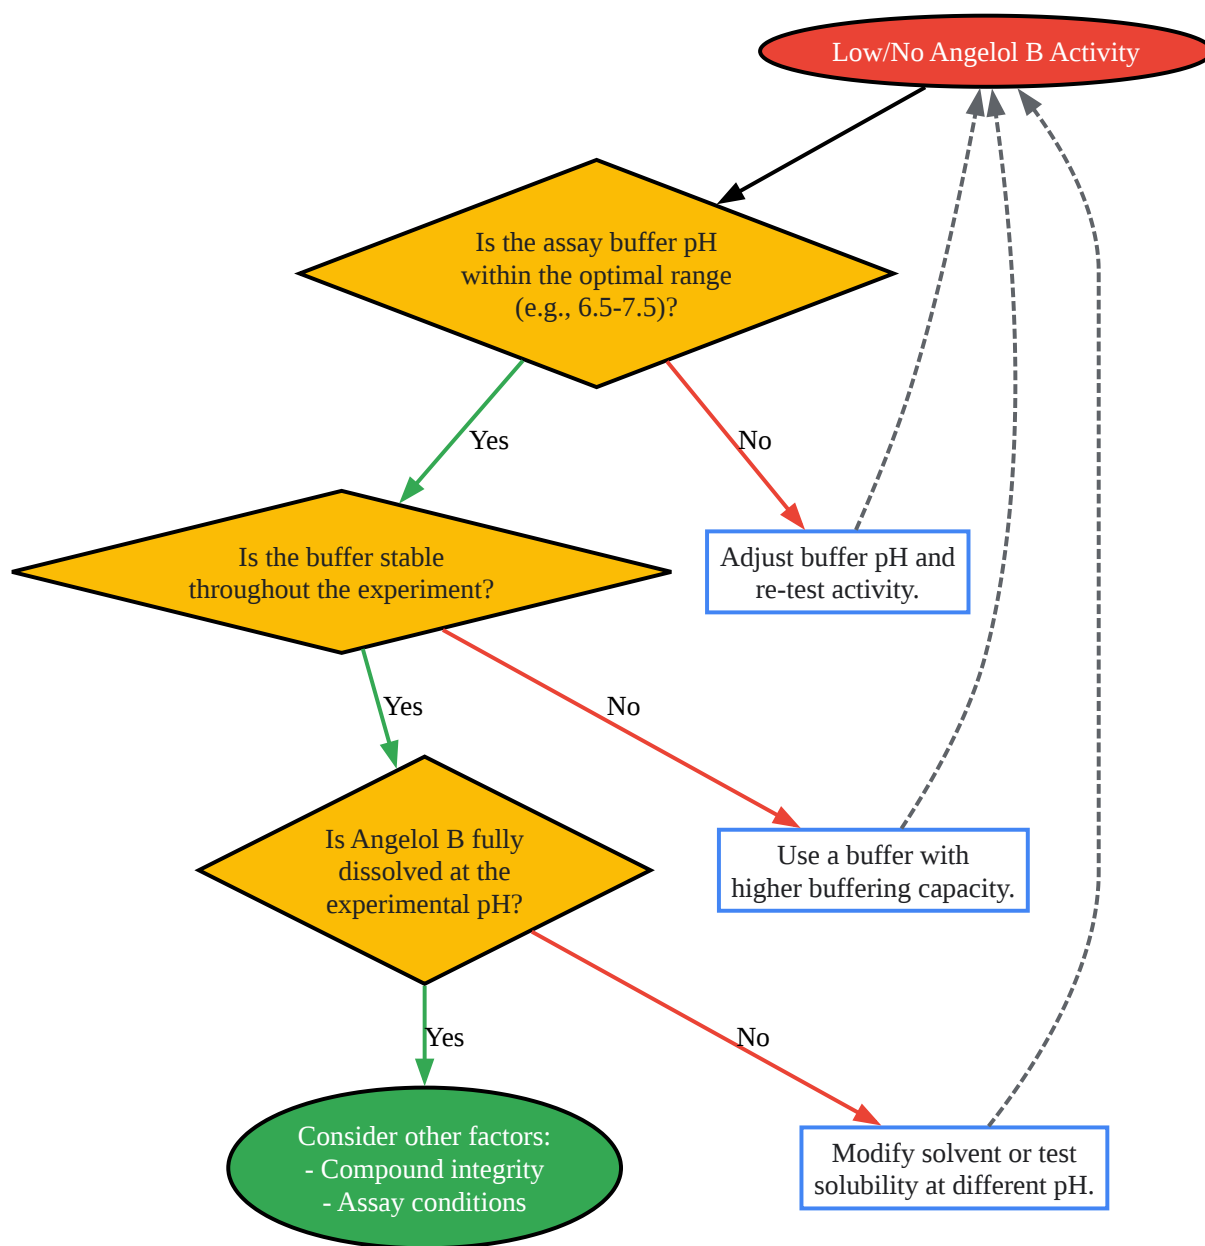 Low/No Angelol B Activity
Is the assay buffer pH
within the optimal range
(e.g., 6.5-7.5)?
Yes
No
Is the buffer stable
throughout the experiment?
Adjust buffer pH and
re-test activity.
Yes
No
Is Angelol B fully
dissolved at the
experimental pH?
Use a buffer with
higher buffering capacity.
Yes
No
Consider other factors:
- Compound integrity
- Assay conditions
Modify solvent or test
solubility at different pH.